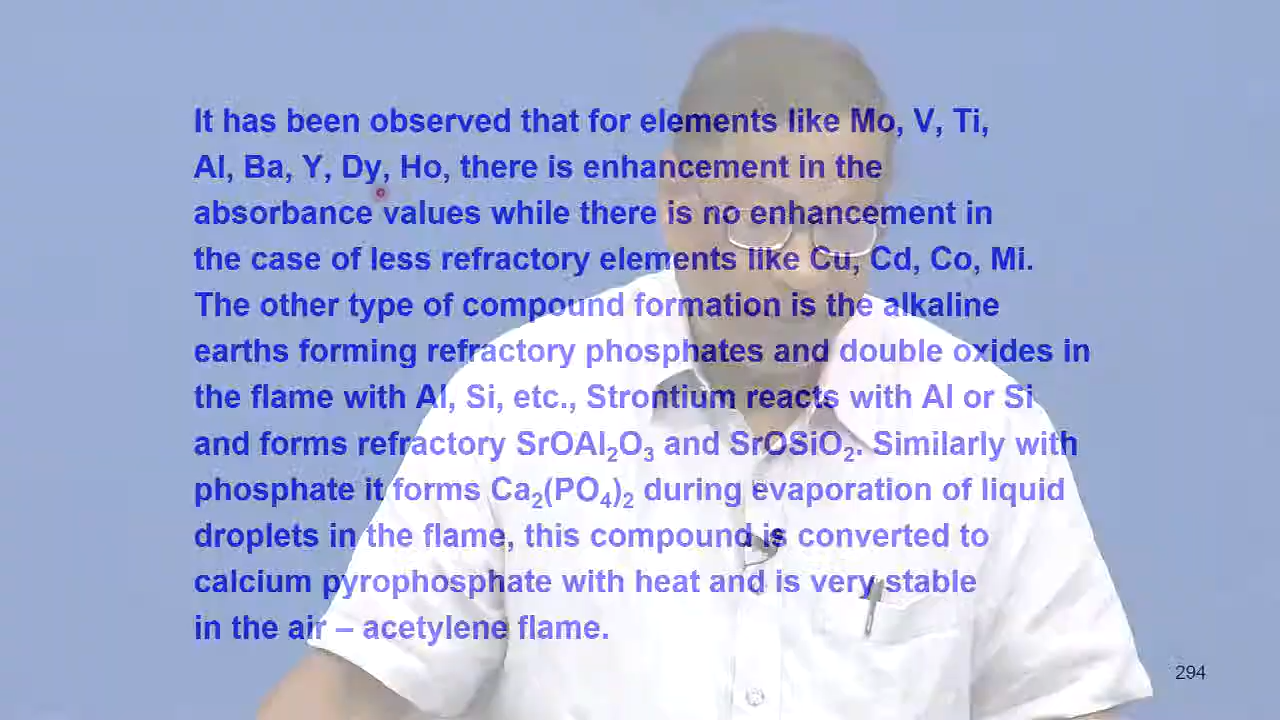 It has been observed that for elements like Mo, V, Ti,
Al, Ba, Y, Dy, Ho, there is enhancement in the
absorbance values while there is no enhancement in
the case of less refractory elements like Cu, Cd, Co, Mi.
The other type of compound formation is the alkaline
earths forming refractory phosphates and double oxides in
the flame with Al, Si, etc., Strontium reacts with Al or Si
and forms refractory SrOAl₂O₃ and SrOSiO₂. Similarly with
phosphate it forms Ca₂(PO₄)₂ during evaporation of liquid
droplets in the flame, this compound is converted to
calcium pyrophosphate with heat and is very stable
in the air – acetylene flame.
294